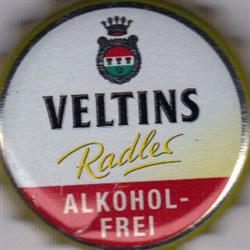 VELTINS
Radler
ALKOHOL-
FREI